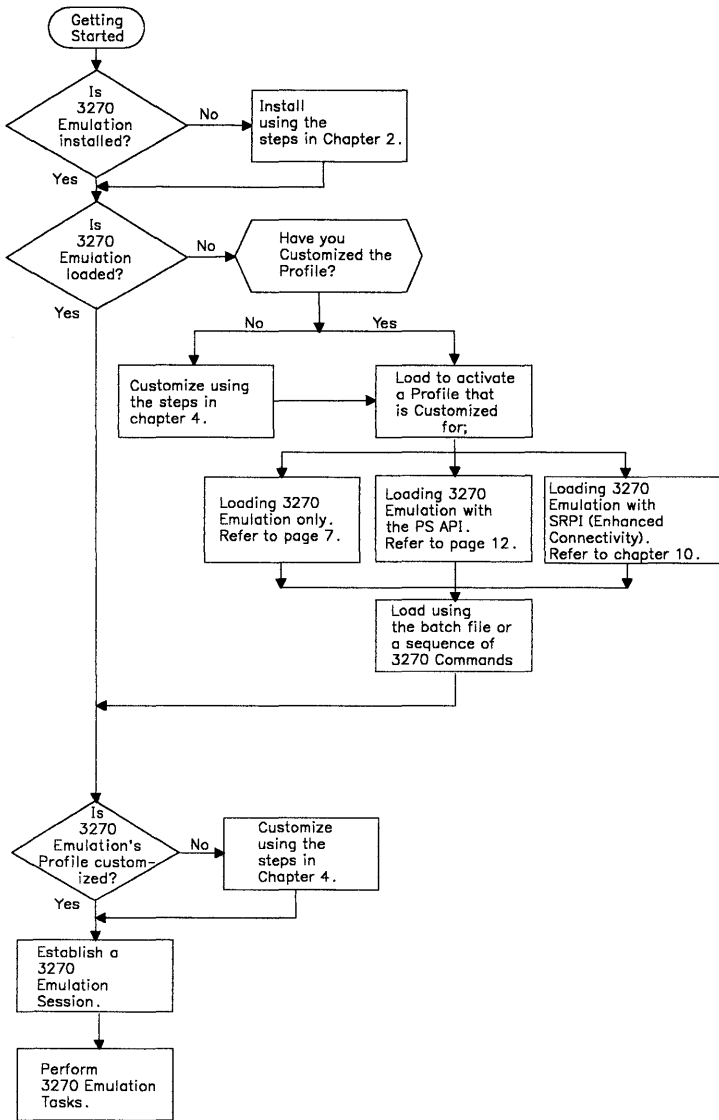 Getting
Started
Is
3270
Emulation
installed?
No
Install
using the
steps in Chapter 2.
Yes
Is
3270
Emulation
loaded?
No
Have you
Customized the
Profile?
Yes
No
Yes
Customize using
the steps in
chapter 4.
Load to activate
a Profile that
is Customized
for;
Loading 3270
Emulation only.
Refer to page 7.
Loading 3270
Emulation with
the PS API.
Refer to page 12.
Loading 3270
Emulation with
SRPI (Enhanced
Connectivity).
Refer to chapter 10.
Load using
the batch file or
a sequence of
3270 Commands
Is
3270
Emulation's
Profile custom-
ized?
No
Customize
using the
steps in
Chapter 4.
Yes
Establish a
3270
Emulation
Session.
Perform
3270 Emulation
Tasks.